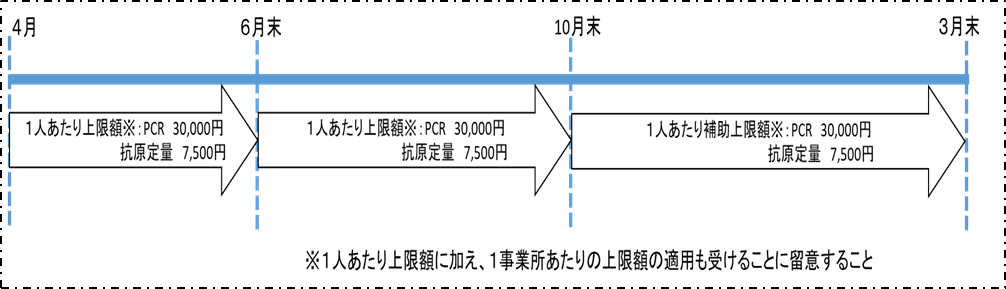 4月
6月末
10月末
3月末
1人あたり上限額※:PCR 30,000円
抗原定量 7,500円
1人あたり上限額※:PCR 30,000円
抗原定量 7,500円
1人あたり補助上限額※:PCR 30,000円
抗原定量 7,500円
※1人あたり上限額に加え、1事業所あたりの上限額の適用も受けることに留意すること